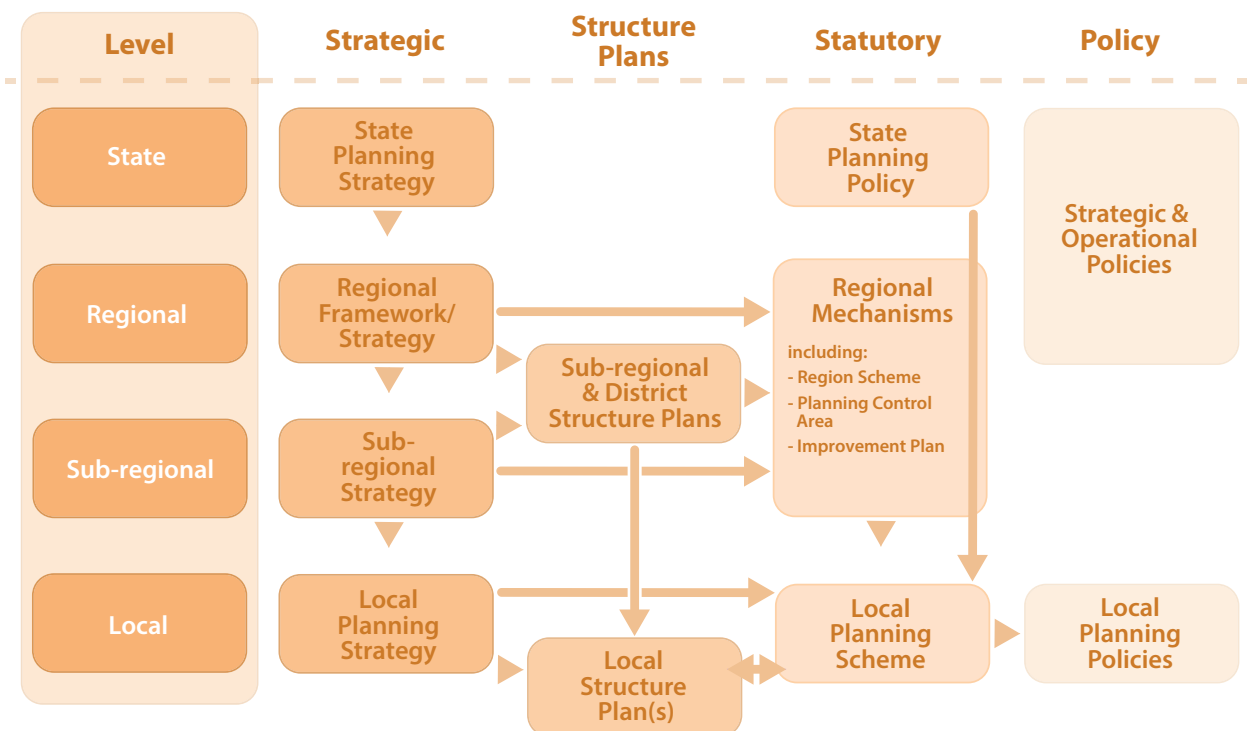 Level
Strategic
Structure
Plans
Statutory
Policy
State
State
Planning
Strategy
State
Planning
Policy
Strategic &
Operational
Policies
Regional
Regional
Framework/
Strategy
Regional
Mechanisms
including:
- Region Scheme
- Planning Control
Area
- Improvement Plan
Sub-regional
& District
Structure Plans
Sub-regional
Sub-
regional
Strategy
Local
Local
Planning
Strategy
Local
Structure
Plan(s)
Local
Planning
Scheme
Local
Planning
Policies